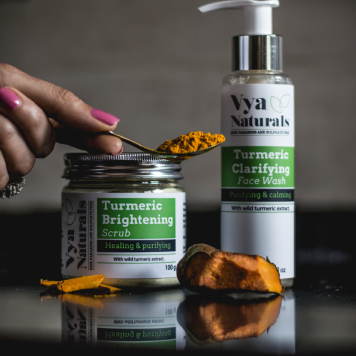 Vya
Naturals
Turmeric
Clarifying
Face Wash
Purifying & calming
With wild turmeric extract.
oz
Vya
Naturals
Turmeric
Brightening
Scrub
Healing & purifying
With wild turmeric extract.
100 g